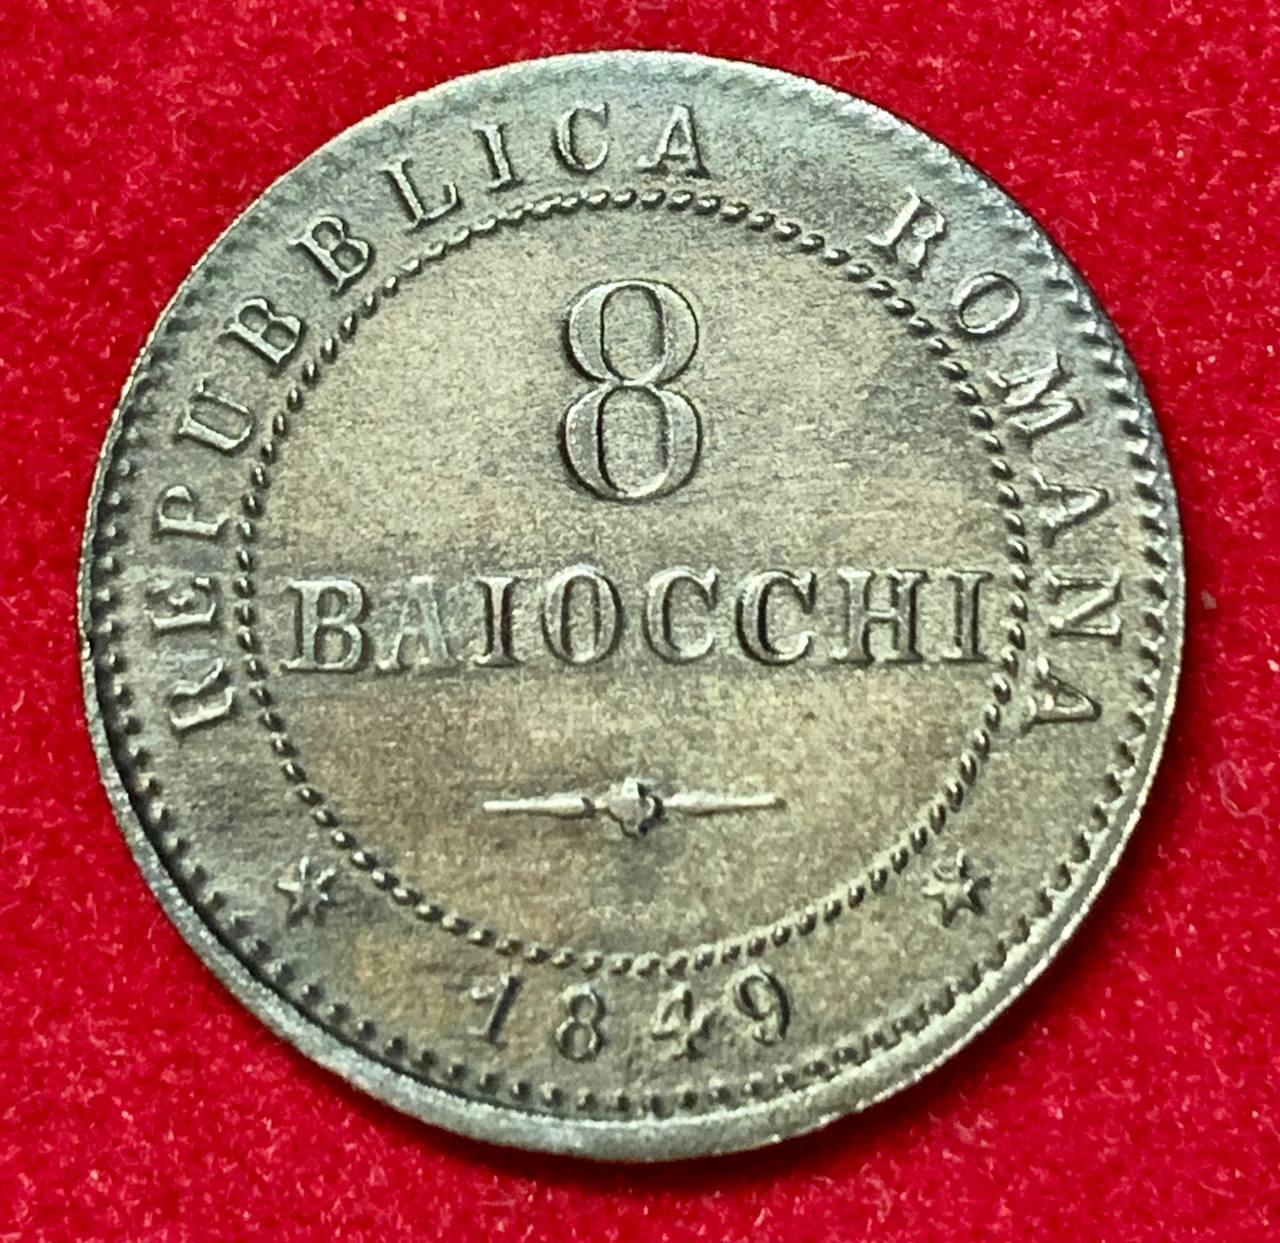 REPUBBLICA ROMANA
8
BAIOCCHI
1849